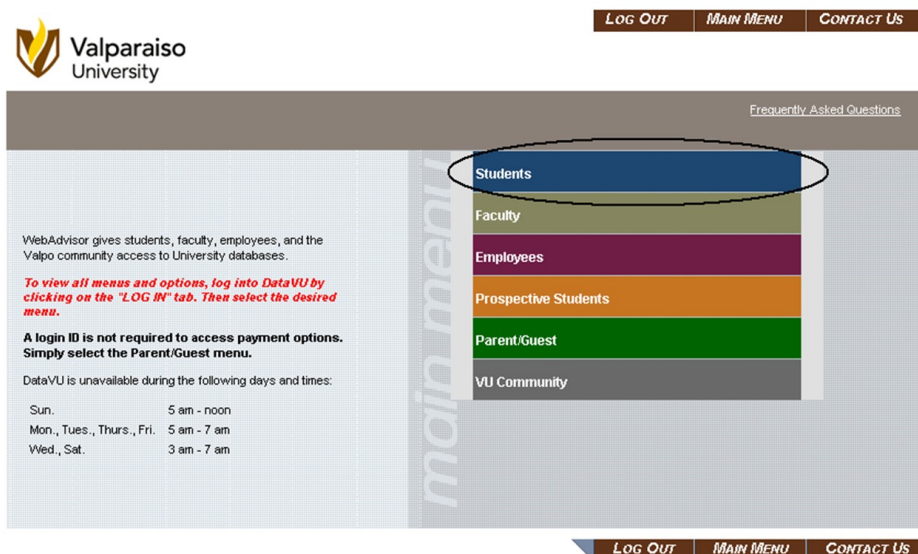 LOG OUT MAIN MENU CONTACT US
Valparaiso
University
Frequently Asked Questions
main menu
Students
Faculty
Employees
Prospective Students
Parent/Guest
VU Community
WebAdvisor gives students, faculty, employees, and the
Valpo community access to University databases.
To view all menus and options, log into DataVU by
clicking on the "LOG IN" tab. Then select the desired
menu.
A login ID is not required to access payment options.
Simply select the Parent/Guest menu.
DataVU is unavailable during the following days and times:
Sun. 5 am - noon
Mon., Tues., Thurs., Fri. 5 am - 7 am
Wed., Sat. 3 am - 7 am
LOG OUT MAIN MENU CONTACT US